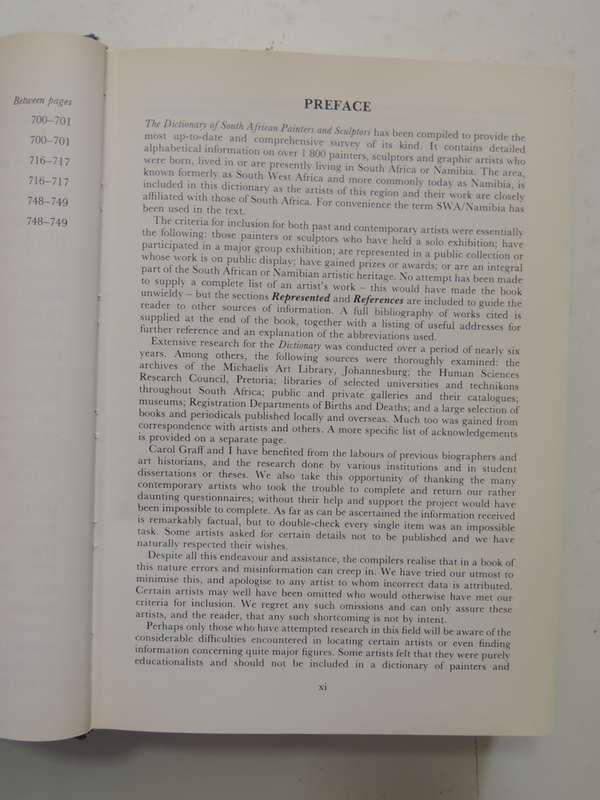 Between pages
700–701
700–701
716–717
716–717
748–749
748–749
PREFACE
The Dictionary of South African Painters and Sculptors has been compiled to provide the
most up-to-date and comprehensive survey of its kind. It contains detailed
alphabetical information on over 1 800 painters, sculptors and graphic artists who
were born, lived in or are presently living in South Africa or Namibia. The area,
known formerly as South West Africa and more commonly today as Namibia, is
included in this dictionary as the artists of this region and their work are closely
affiliated with those of South Africa. For convenience the term SWA/Namibia has
been used in the text.
The criteria for inclusion for both past and contemporary artists were essentially
the following: those painters or sculptors who have held a solo exhibition; have
participated in a major group exhibition; are represented in a public collection or
whose work is on public display; have gained prizes or awards; or are an integral
part of the South African or Namibian artistic heritage. No attempt has been made
to supply a complete list of an artist's work – this would have made the book
unwieldy – but the sections Represented and References are included to guide the
reader to other sources of information. A full bibliography of works cited is
supplied at the end of the book, together with a listing of useful addresses for
further reference and an explanation of the abbreviations used.
Extensive research for the Dictionary was conducted over a period of nearly six
years. Among others, the following sources were thoroughly examined: the
archives of the Michaelis Art Library, Johannesburg; the Human Sciences
Research Council, Pretoria; libraries of selected universities and technikons
throughout South Africa; public and private galleries and their catalogues;
museums; Registration Departments of Births and Deaths; and a large selection of
books and periodicals published locally and overseas. Much too was gained from
correspondence with artists and others. A more specific list of acknowledgements
is provided on a separate page.
Carol Graff and I have benefited from the labours of previous biographers and
art historians, and the research done by various institutions and in student
dissertations or theses. We also take this opportunity of thanking the many
contemporary artists who took the trouble to complete and return our rather
daunting questionnaires; without their help and support the project would have
been impossible to complete. As far as can be ascertained the information received
is remarkably factual, but to double-check every single item was an impossible
task. Some artists asked for certain details not to be published and we have
naturally respected their wishes.
Despite all this endeavour and assistance, the compilers realise that in a book of
this nature errors and misinformation can creep in. We have tried our utmost to
minimise this, and apologise to any artist to whom incorrect data is attributed.
Certain artists may well have been omitted who would otherwise have met our
criteria for inclusion. We regret any such omissions and can only assure these
artists, and the reader, that any such shortcoming is not by intent.
Perhaps only those who have attempted research in this field will be aware of the
considerable difficulties encountered in locating certain artists or even finding
information concerning quite major figures. Some artists felt that they were purely
educationalists and should not be included in a dictionary of painters and
xi